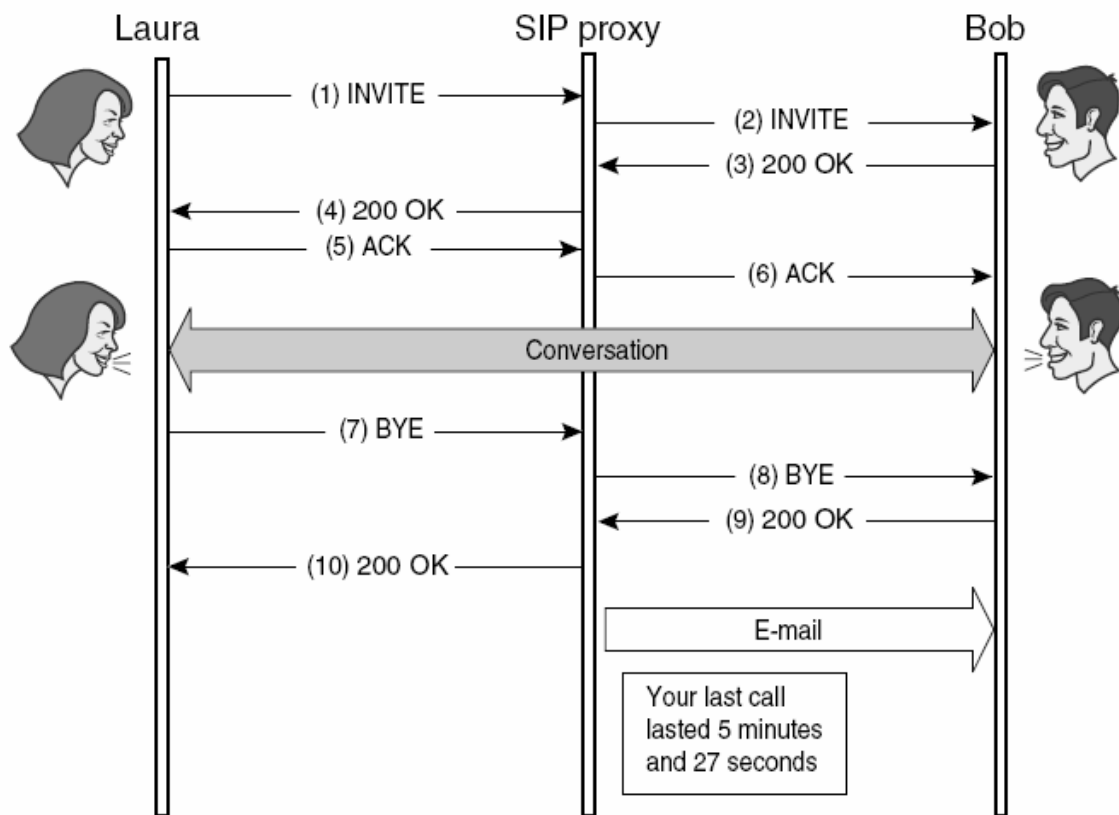 Laura
SIP proxy
Bob
(1) INVITE
(2) INVITE
(3) 200 OK
(4) 200 OK
(5) ACK
(6) ACK
Conversation
(7) BYE
(8) BYE
(9) 200 OK
(10) 200 OK
E-mail
Your last call
lasted 5 minutes
and 27 seconds